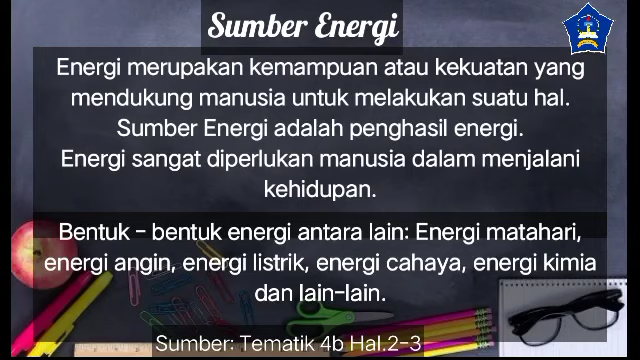 Sumber Energi
Energi merupakan kemampuan atau kekuatan yang
mendukung manusia untuk melakukan suatu hal.
Sumber Energi adalah penghasil energi.
Energi sangat diperlukan manusia dalam menjalani
kehidupan.
Bentuk - bentuk energi antara lain: Energi matahari,
energi angin, energi listrik, energi cahaya, energi kimia
dan lain-lain.
Sumber: Tematik 4b Hal.2-3